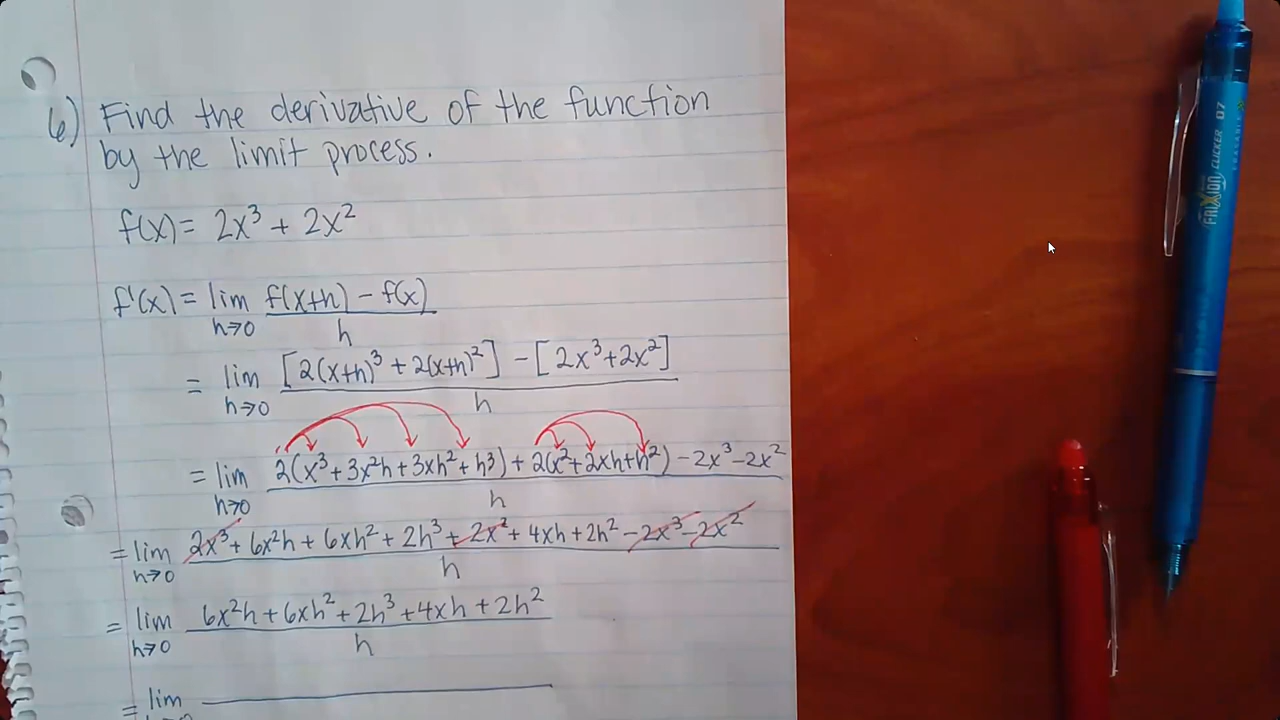 6) Find the derivative of the function
by the limit process.
f(x) = 2x³ + 2x²
f'(x) = lim h→0 f(x+h) - f(x) / h
= lim h→0 [2(x+h)³ + 2(x+h)²] - [2x³+2x²] / h
= lim h→0 2(x³+3x²h+3xh²+h³) + 2(x²+2xh+h²) - 2x³ - 2x² / h
= lim h→0 2x³ + 6x²h + 6xh² + 2h³ + 2x² + 4xh + 2h² - 2x³ - 2x² / h
= lim h→0 6x²h + 6xh² + 2h³ + 4xh + 2h² / h
= lim h→0
FRIXION CLICKER 07
ERASABLE